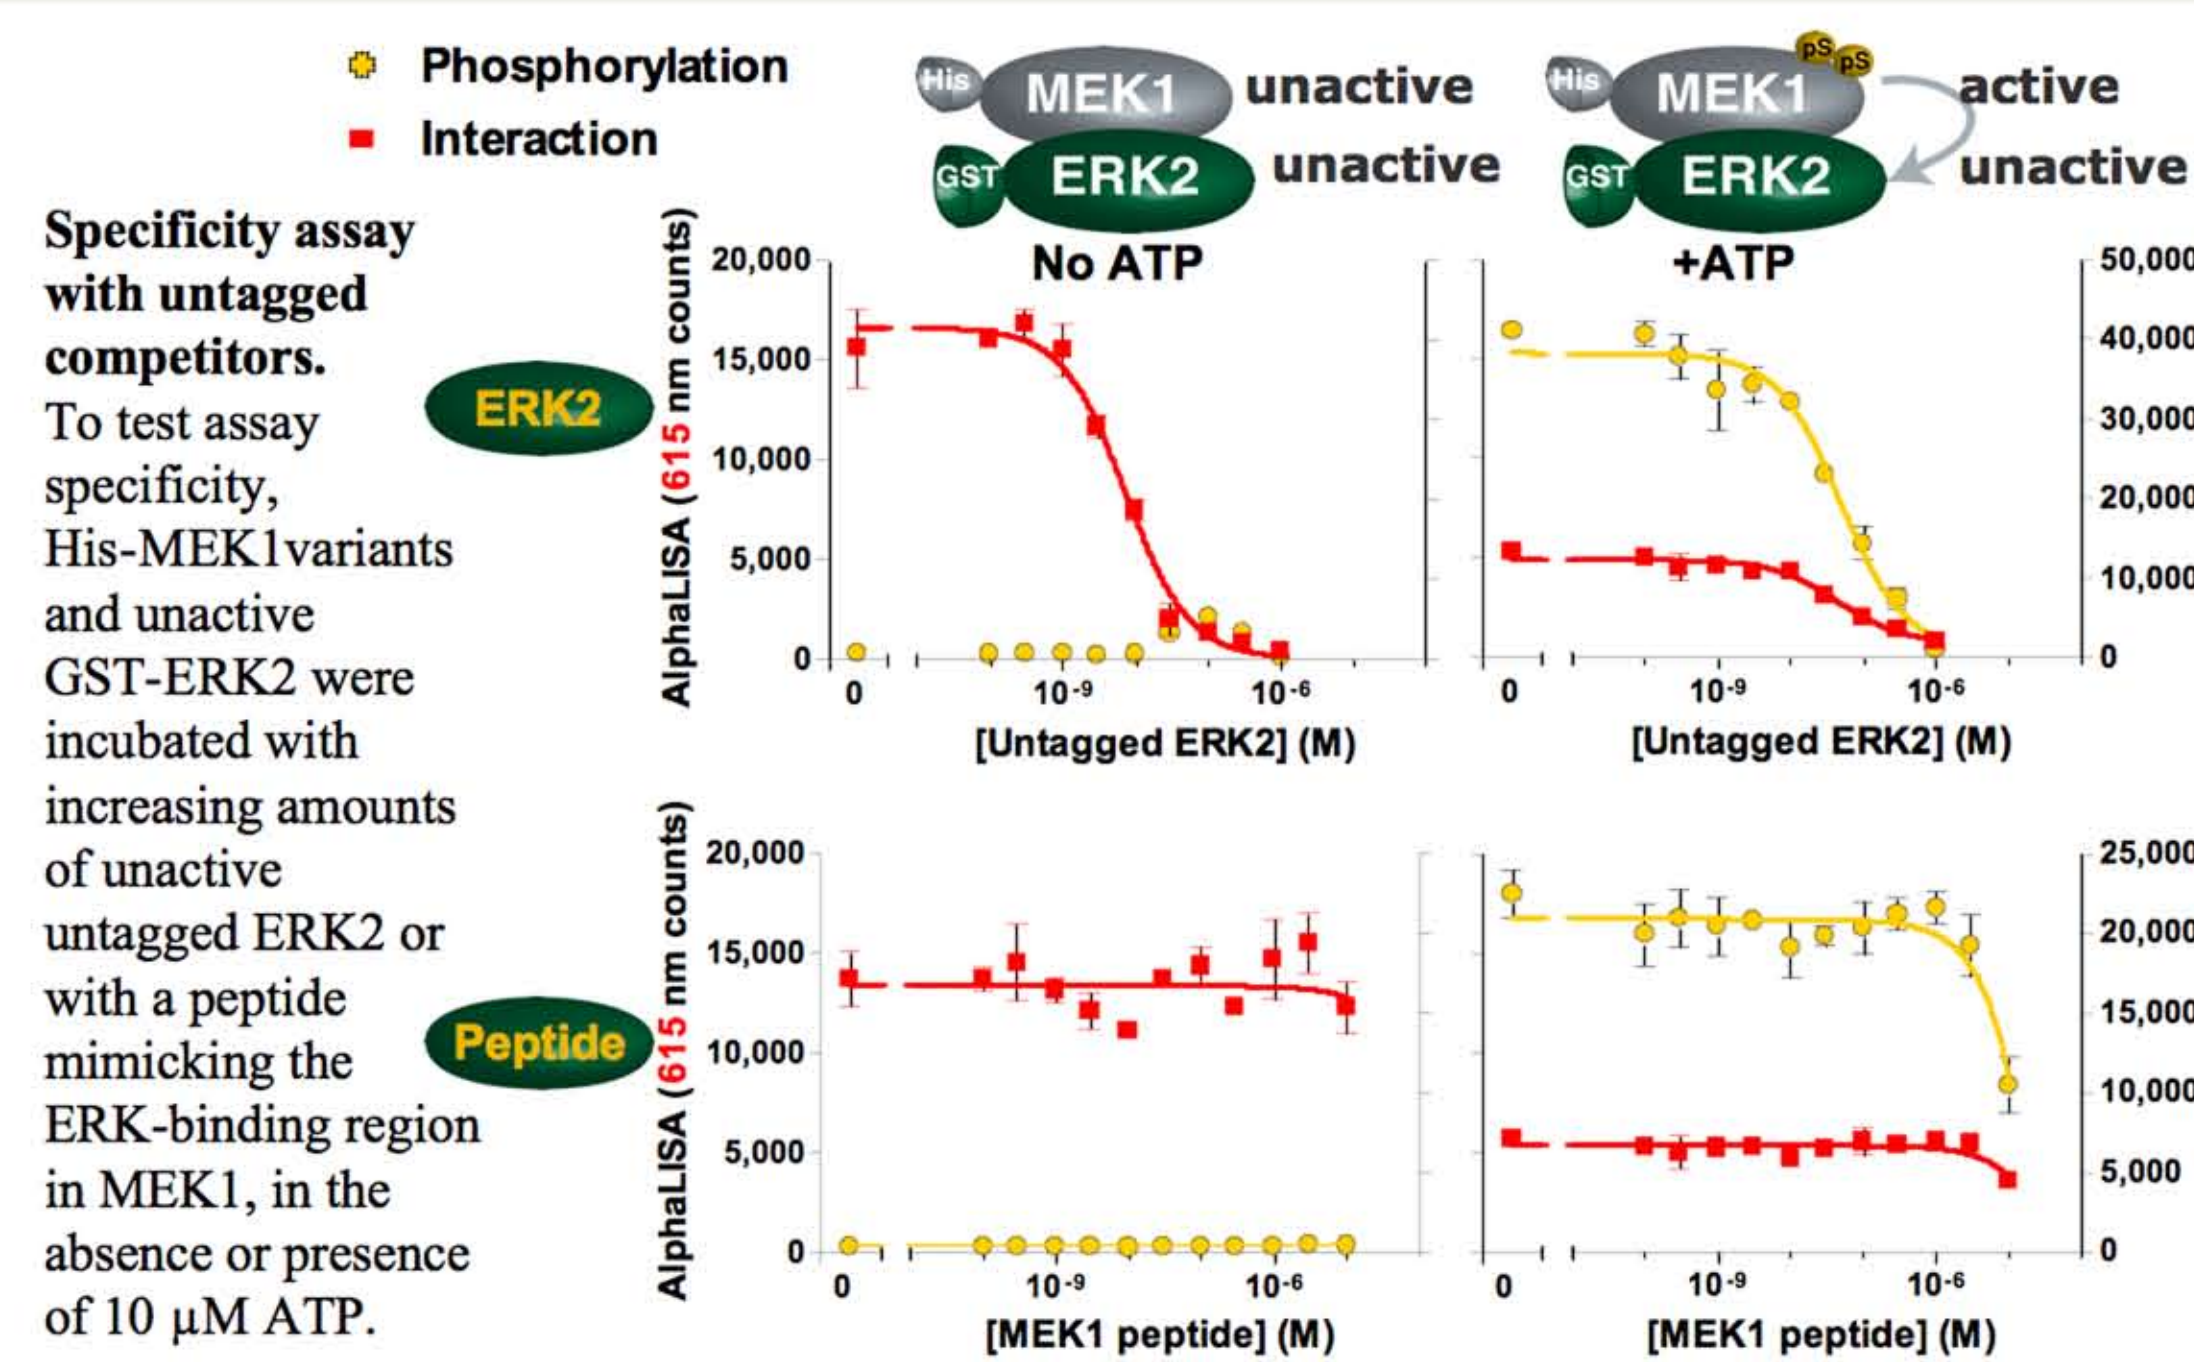 Phosphorylation
Interaction
His MEK1 unactive
GST ERK2 unactive
pS pS
His MEK1 active
GST ERK2 unactive
Specificity assay
with untagged
competitors.
To test assay
specificity,
His-MEK1variants
and unactive
GST-ERK2 were
incubated with
increasing amounts
of unactive
untagged ERK2 or
with a peptide
mimicking the
ERK-binding region
in MEK1, in the
absence or presence
of 10 μM ATP.
ERK2
Peptide
AlphaLISA (615 nm counts)
No ATP
20,000
15,000
10,000
5,000
0
0 10-9 10-6
[Untagged ERK2] (M)
+ATP
50,000
40,000
30,000
20,000
10,000
0
0 10-9 10-6
[Untagged ERK2] (M)
AlphaLISA (615 nm counts)
20,000
15,000
10,000
5,000
0
0 10-9 10-6
[MEK1 peptide] (M)
25,000
20,000
15,000
10,000
5,000
0
0 10-9 10-6
[MEK1 peptide] (M)